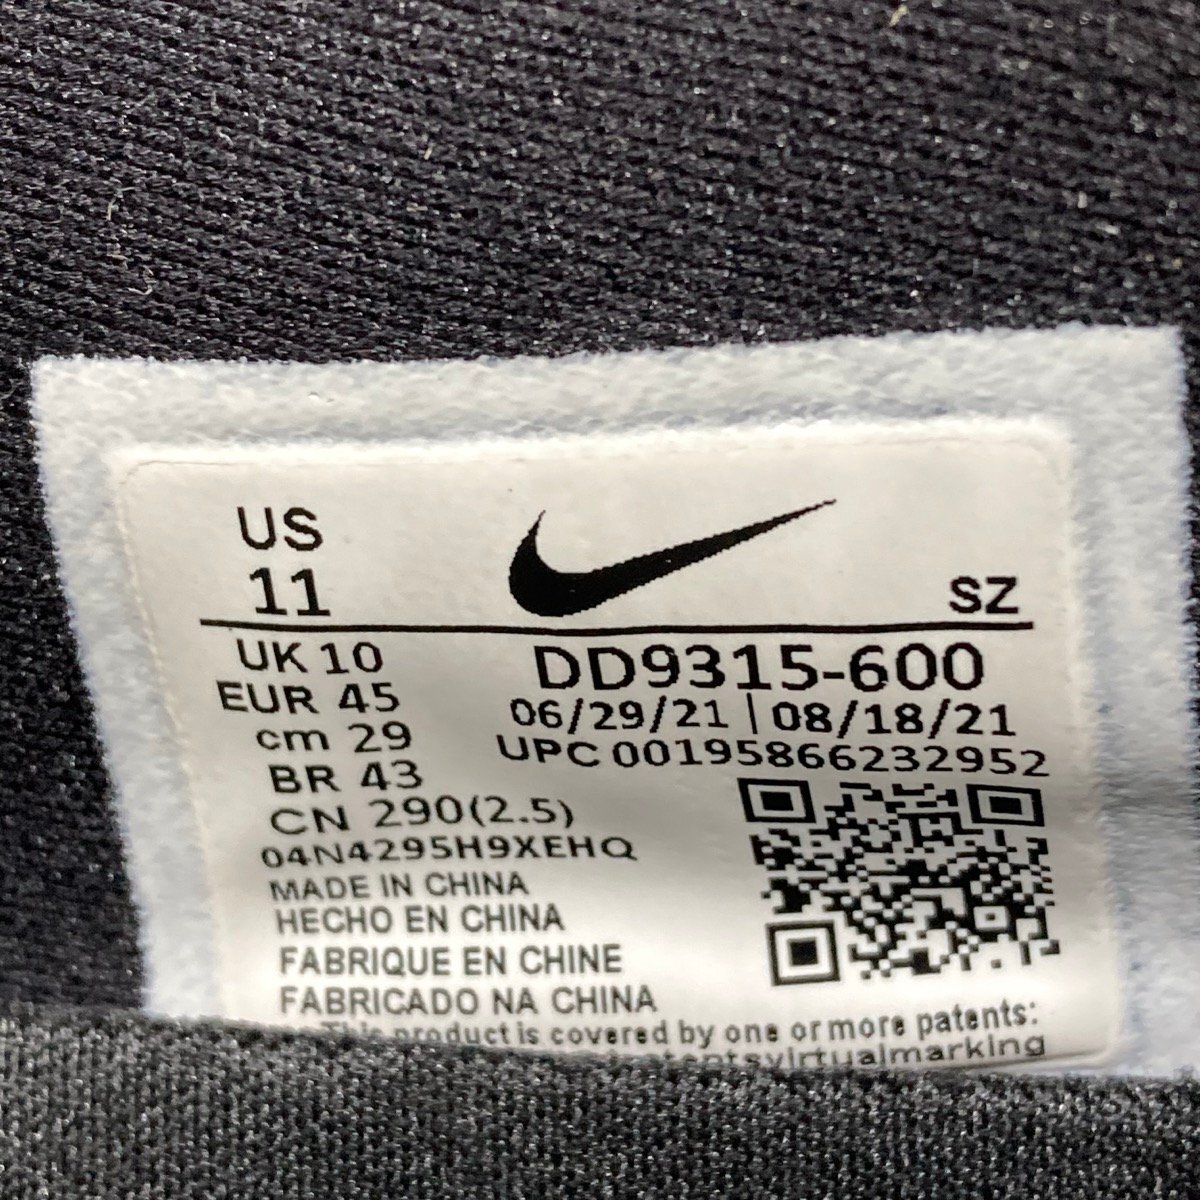 US
11
SZ
UK 10
EUR 45
cm 29
BR 43
CN 290(2.5)
04N4295H9XEHQ
DD9315-600
06/29/21 | 08/18/21
UPC 00195866232952
MADE IN CHINA
HECHO EN CHINA
FABRIQUE EN CHINE
FABRICADO NA CHINA
This product is covered by one or more patents: